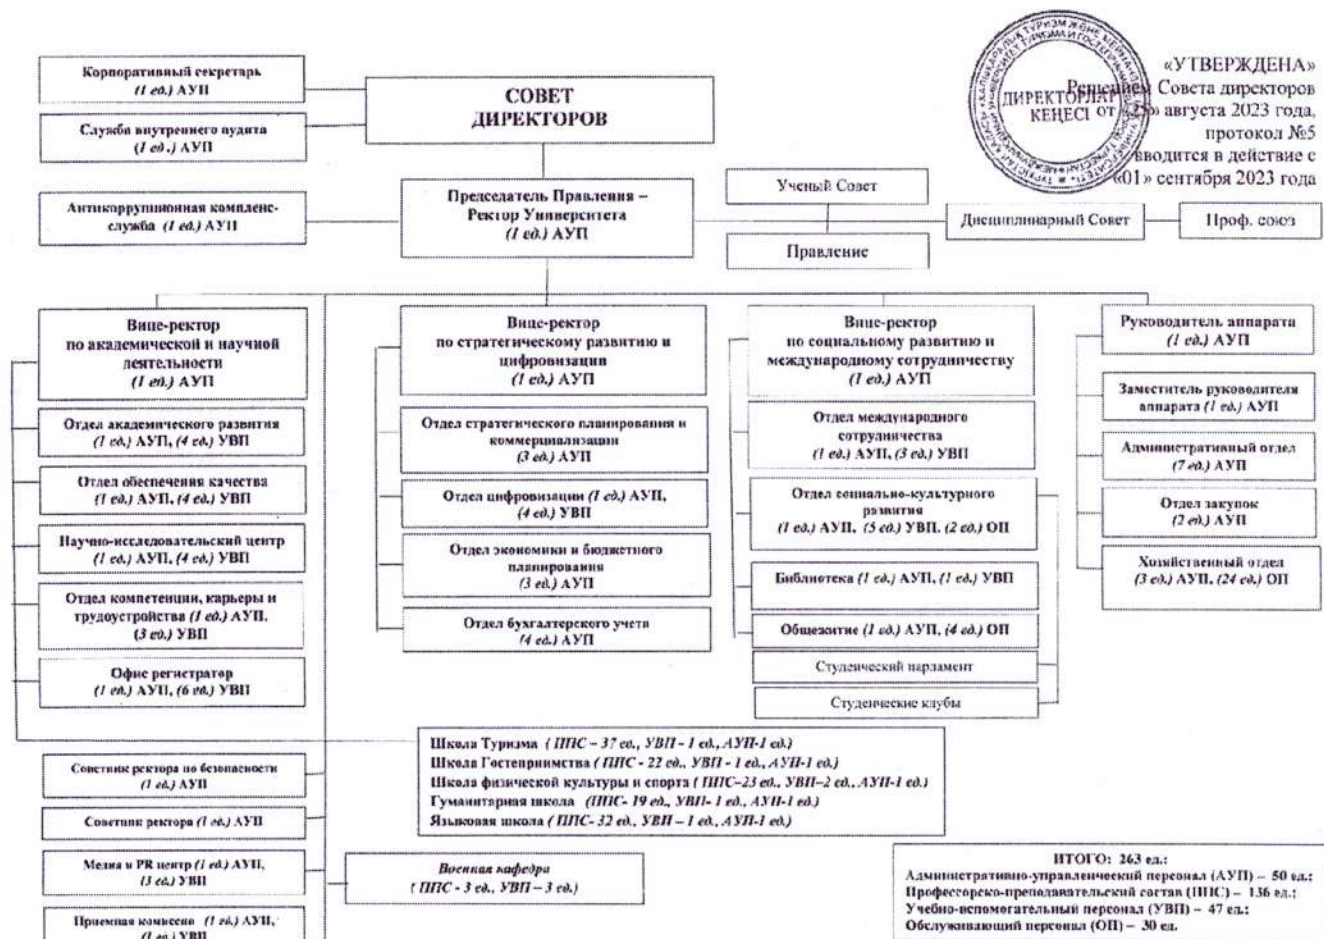 Корпоративный секретарь
(1 ед.) АУП
Служба внутреннего аудита
(1 ед.) АУП
СОВЕТ
ДИРЕКТОРОВ
ДИРЕКТОРЛАР
КЕҢЕСІ
«УТВЕРЖДЕНА»
Решением Совета директоров
от «25» августа 2023 года,
протокол №5
вводится в действие с
«01» сентября 2023 года
Антикоррупционная компленс-
служба (1 ед.) АУП
Председатель Правления –
Ректор Университета
(1 ед.) АУП
Ученый Совет
Правление
Дисциплинарный Совет
Проф. союз
Вице-ректор
по академической и научной
деятельности
(1 ед.) АУП
Отдел академического развития
(1 ед.) АУП, (4 ед.) УВП
Отдел обеспечения качества
(1 ед.) АУП, (4 ед.) УВП
Научно-исследовательский центр
(1 ед.) АУП, (4 ед.) УВП
Отдел компетенции, карьеры и
трудоустройства (1 ед.) АУП,
(3 ед.) УВП
Офис регистратор
(1 ед.) АУП, (6 ед.) УВП
Вице-ректор
по стратегическому развитию и
цифровизации
(1 ед.) АУП
Отдел стратегического планирования и
коммерциализации
(3 ед.) АУП
Отдел цифровизации (1 ед.) АУП,
(4 ед.) УВП
Отдел экономики и бюджетного
планирования
(3 ед.) АУП
Отдел бухгалтерского учета
(4 ед.) АУП
Вице-ректор
по социальному развитию и
международному сотрудничеству
(1 ед.) АУП
Отдел международного
сотрудничества
(1 ед.) АУП, (3 ед.) УВП
Отдел социально-культурного
развития
(1 ед.) АУП, (5 ед.) УВП, (2 ед.) ОП
Библиотека (1 ед.) АУП, (1 ед.) УВП
Общежитие (1 ед.) АУП, (4 ед.) ОП
Студенческий парламент
Студенческие клубы
Руководитель аппарата
(1 ед.) АУП
Заместитель руководителя
аппарата (1 ед.) АУП
Административный отдел
(7 ед.) АУП
Отдел закупок
(2 ед.) АУП
Хозяйственный отдел
(3 ед.) АУП, (24 ед.) ОП
Школа Туризма ( ППС – 37 ед., УВП - 1 ед., АУП-1 ед.)
Школа Гостеприимства ( ППС - 22 ед., УВП - 1 ед., АУП-1 ед.)
Школа физической культуры и спорта ( ППС–23 ед., УВП–2 ед., АУП-1 ед.)
Гуманитарная школа (ППС- 19 ед., УВП- 1 ед., АУП-1 ед.)
Языковая школа ( ППС- 32 ед., УВП – 1 ед., АУП-1 ед.)
Советник ректора по безопасности
(1 ед.) АУП
Советник ректора (1 ед.) АУП
Медиа и PR центр (1 ед.) АУП,
(3 ед.) УВП
Приемная комиссия (1 ед.) АУП,
(1 ед.) УВП
Военная кафедра
( ППС - 3 ед., УВП – 3 ед.)
ИТОГО: 263 ед.:
Административно-управленческий персонал (АУП) – 50 ед.;
Профессорско-преподавательский состав (ППС) – 136 ед.;
Учебно-вспомогательный персонал (УВП) – 47 ед.;
Обслуживающий персонал (ОП) – 30 ед.